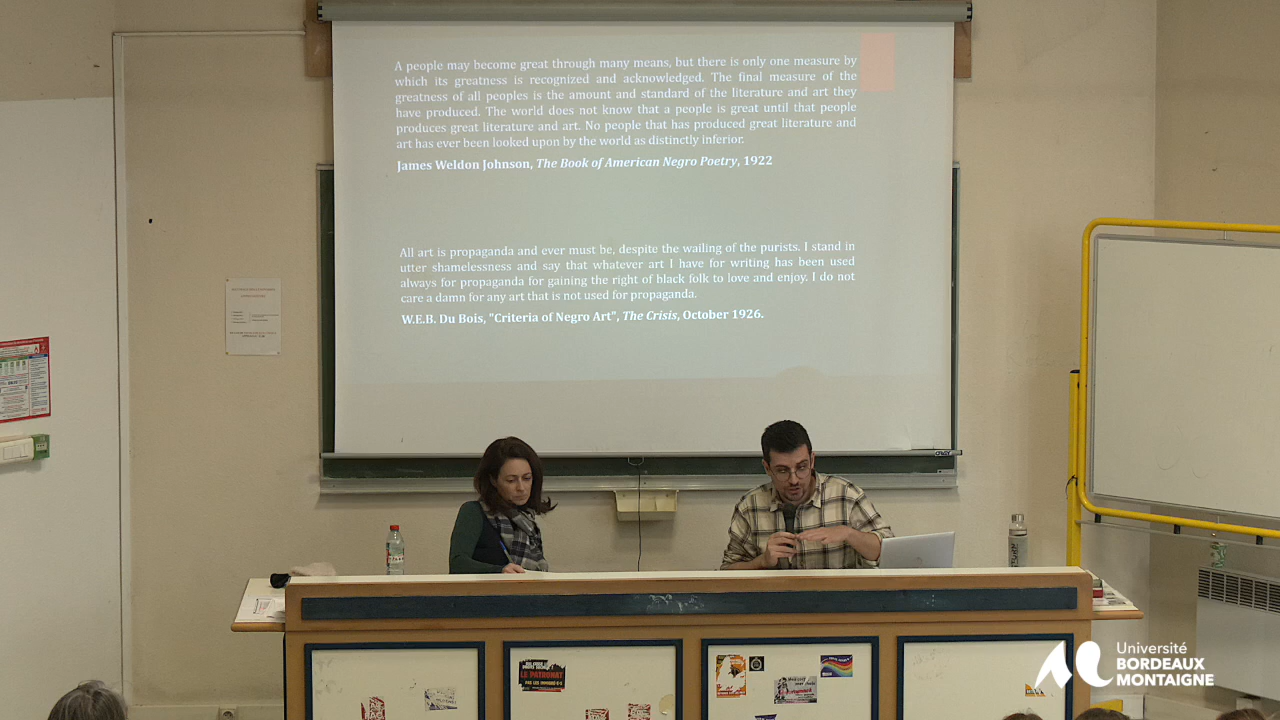 A people may become great through many means, but there is only one measure by
which its greatness is recognized and acknowledged. The final measure of the
greatness of all peoples is the amount and standard of the literature and art they
have produced. The world does not know that a people is great until that people
produces great literature and art. No people that has produced great literature and
art has ever been looked upon by the world as distinctly inferior.
James Weldon Johnson, The Book of American Negro Poetry, 1922
All art is propaganda and ever must be, despite the wailing of the purists. I stand in
utter shamelessness and say that whatever art I have for writing has been used
always for propaganda for gaining the right of black folk to love and enjoy. I do not
care a damn for any art that is not used for propaganda.
W.E.B. Du Bois, "Criteria of Negro Art", The Crisis, October 1926.
LE PATRONAT
Université
BORDEAUX
MONTAIGNE